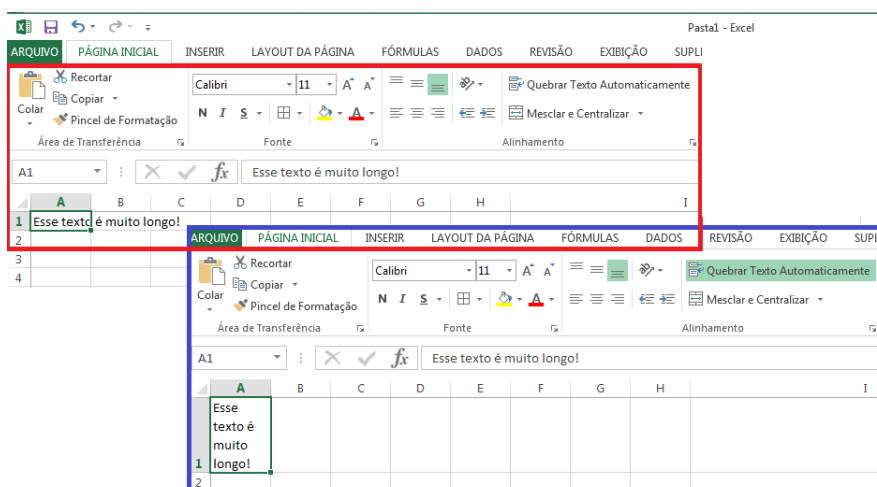 Pasta1 - Excel
ARQUIVO PÁGINA INICIAL INSERIR LAYOUT DA PÁGINA FÓRMULAS DADOS REVISÃO EXIBIÇÃO SUPL
Recortar
Copiar
Pincel de Formatação
Colar
Área de Transferência
Calibri 11 A A
N I S A
Fonte
Quebrar Texto Automaticamente
Mesclar e Centralizar
Alinhamento
A1 fx Esse texto é muito longo!
A B C D E F G H I
1 Esse texto é muito longo!
2
3
4
ARQUIVO PÁGINA INICIAL INSERIR LAYOUT DA PÁGINA FÓRMULAS DADOS REVISÃO EXIBIÇÃO SUPL
Recortar
Copiar
Pincel de Formatação
Colar
Área de Transferência
Calibri 11 A A
N I S A
Fonte
Quebrar Texto Automaticamente
Mesclar e Centralizar
Alinhamento
A1 fx Esse texto é muito longo!
A B C D E F G H I
Esse
texto é
muito
1 longo!
2